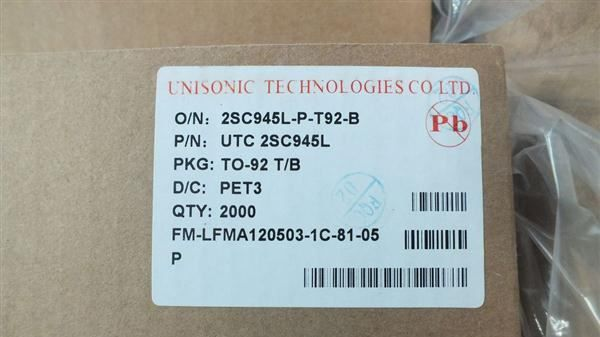 UNISONIC TECHNOLOGIES CO LTD.
O/N: 2SC945L-P-T92-B
P/N: UTC 2SC945L
Pb
PKG: TO-92 T/B
D/C: PET3
QTY: 2000
FM-LFMA120503-1C-81-05
P